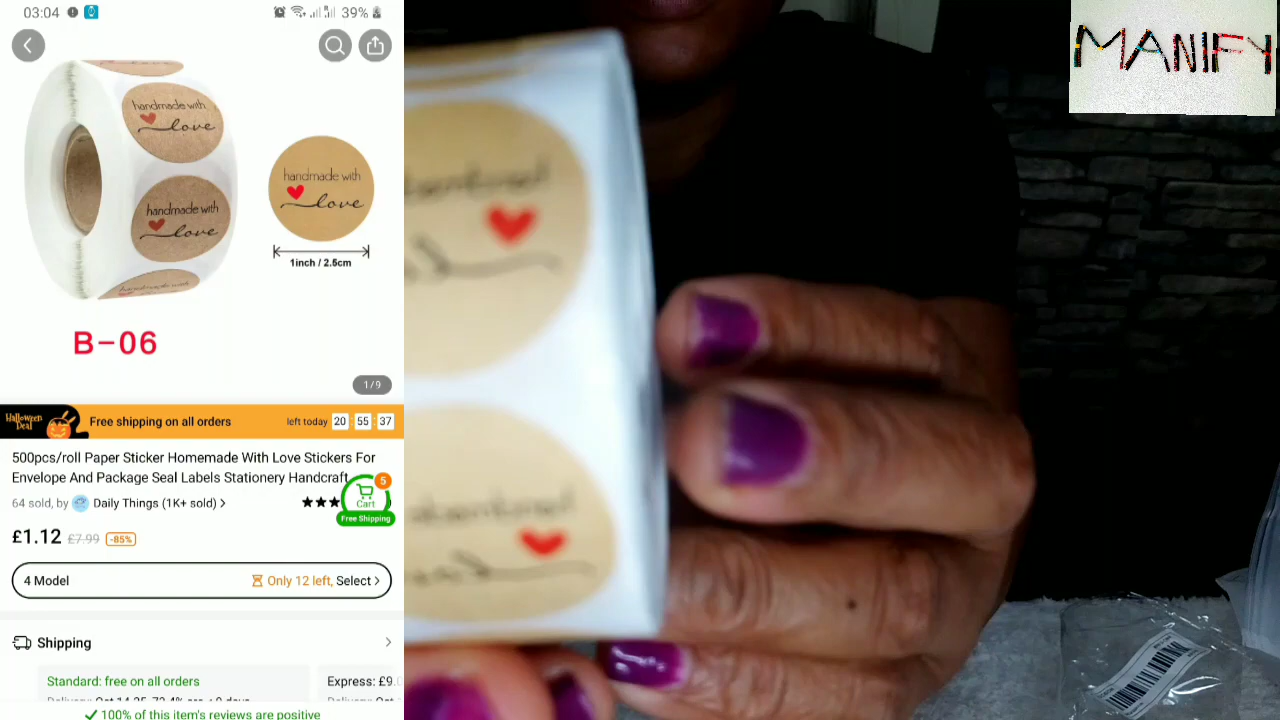 03:04
39%
handmade with
love
handmade with
love
handmade with
handmade with
love
1inch / 2.5cm
B-06
1/9
Halloween
Deal
Free shipping on all orders
left today 20 55 37
500pcs/roll Paper Sticker Homemade With Love Stickers For
Envelope And Package Seal Labels Stationery Handcraft
5
Cart
Free Shipping
64 sold, by Daily Things (1K+ sold) >
£1.12 £7.99 -85%
4 Model
Only 12 left, Select >
Shipping
Standard: free on all orders
Express: £9.
100% of this item's reviews are positive
MANIFY